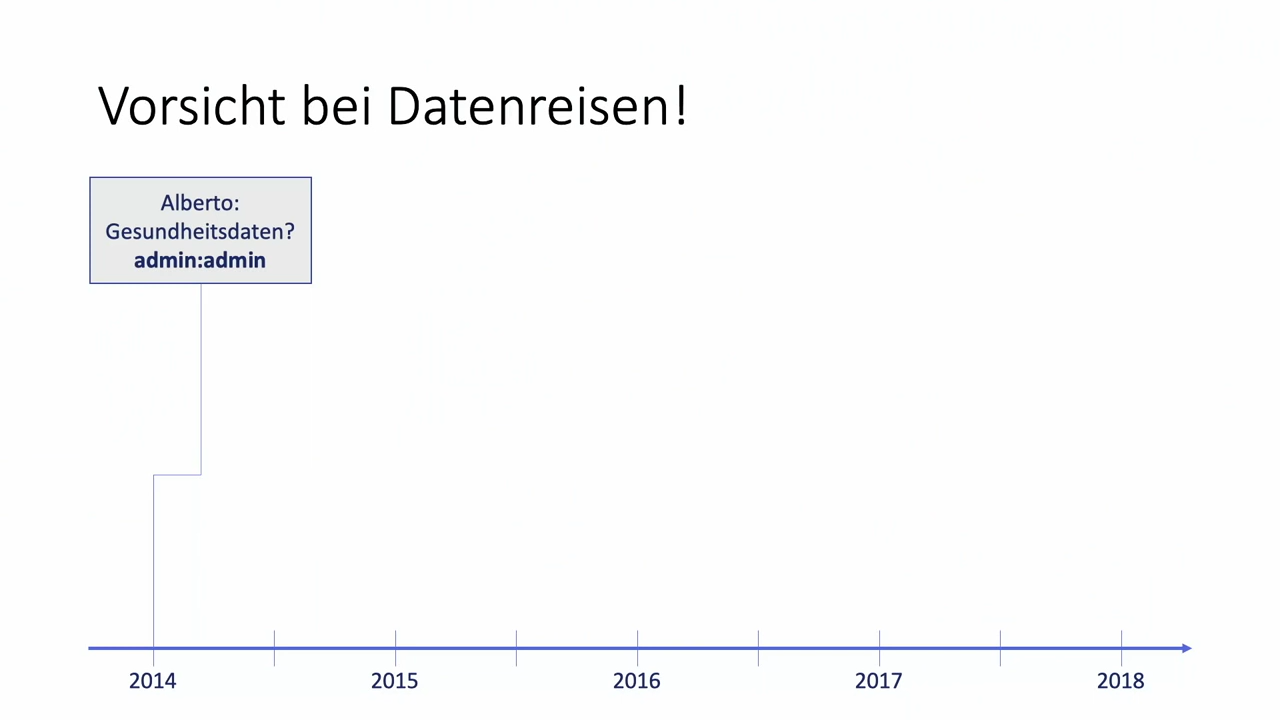 Vorsicht bei Datenreisen!
Alberto:
Gesundheitsdaten?
admin:admin
2014
2015
2016
2017
2018